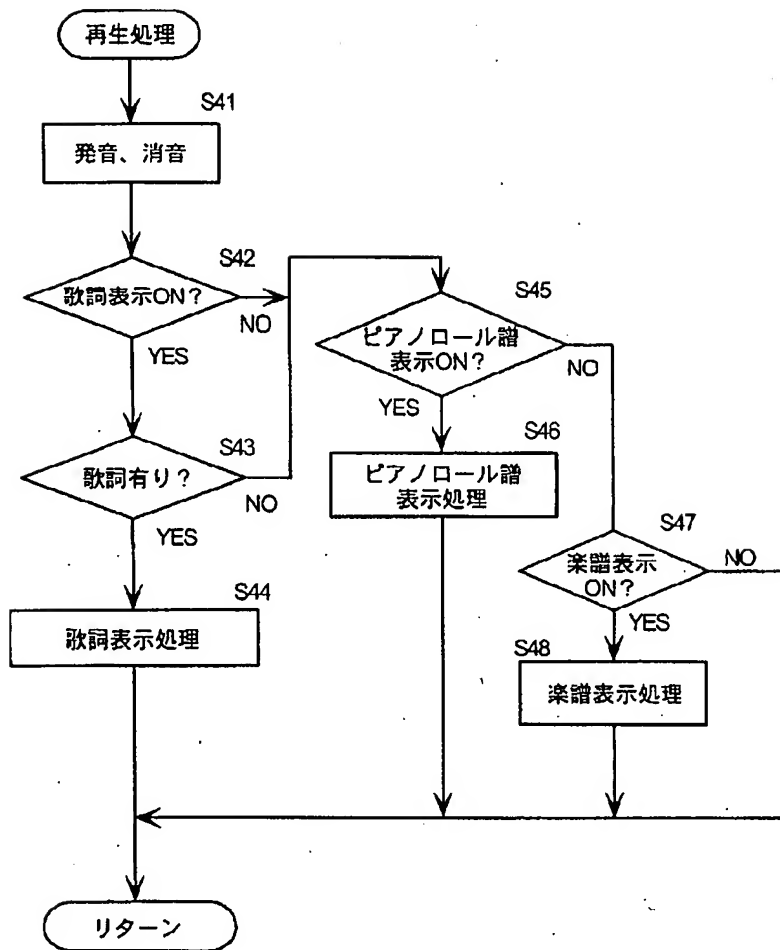 再生処理
S41
発音、消音
S42
歌詞表示ON?
NO
YES
S43
歌詞有り?
NO
YES
S44
歌詞表示処理
S45
ピアノロール譜
表示ON?
NO
YES
S46
ピアノロール譜
表示処理
S47
楽譜表示
ON?
NO
YES
S48
楽譜表示処理
リターン